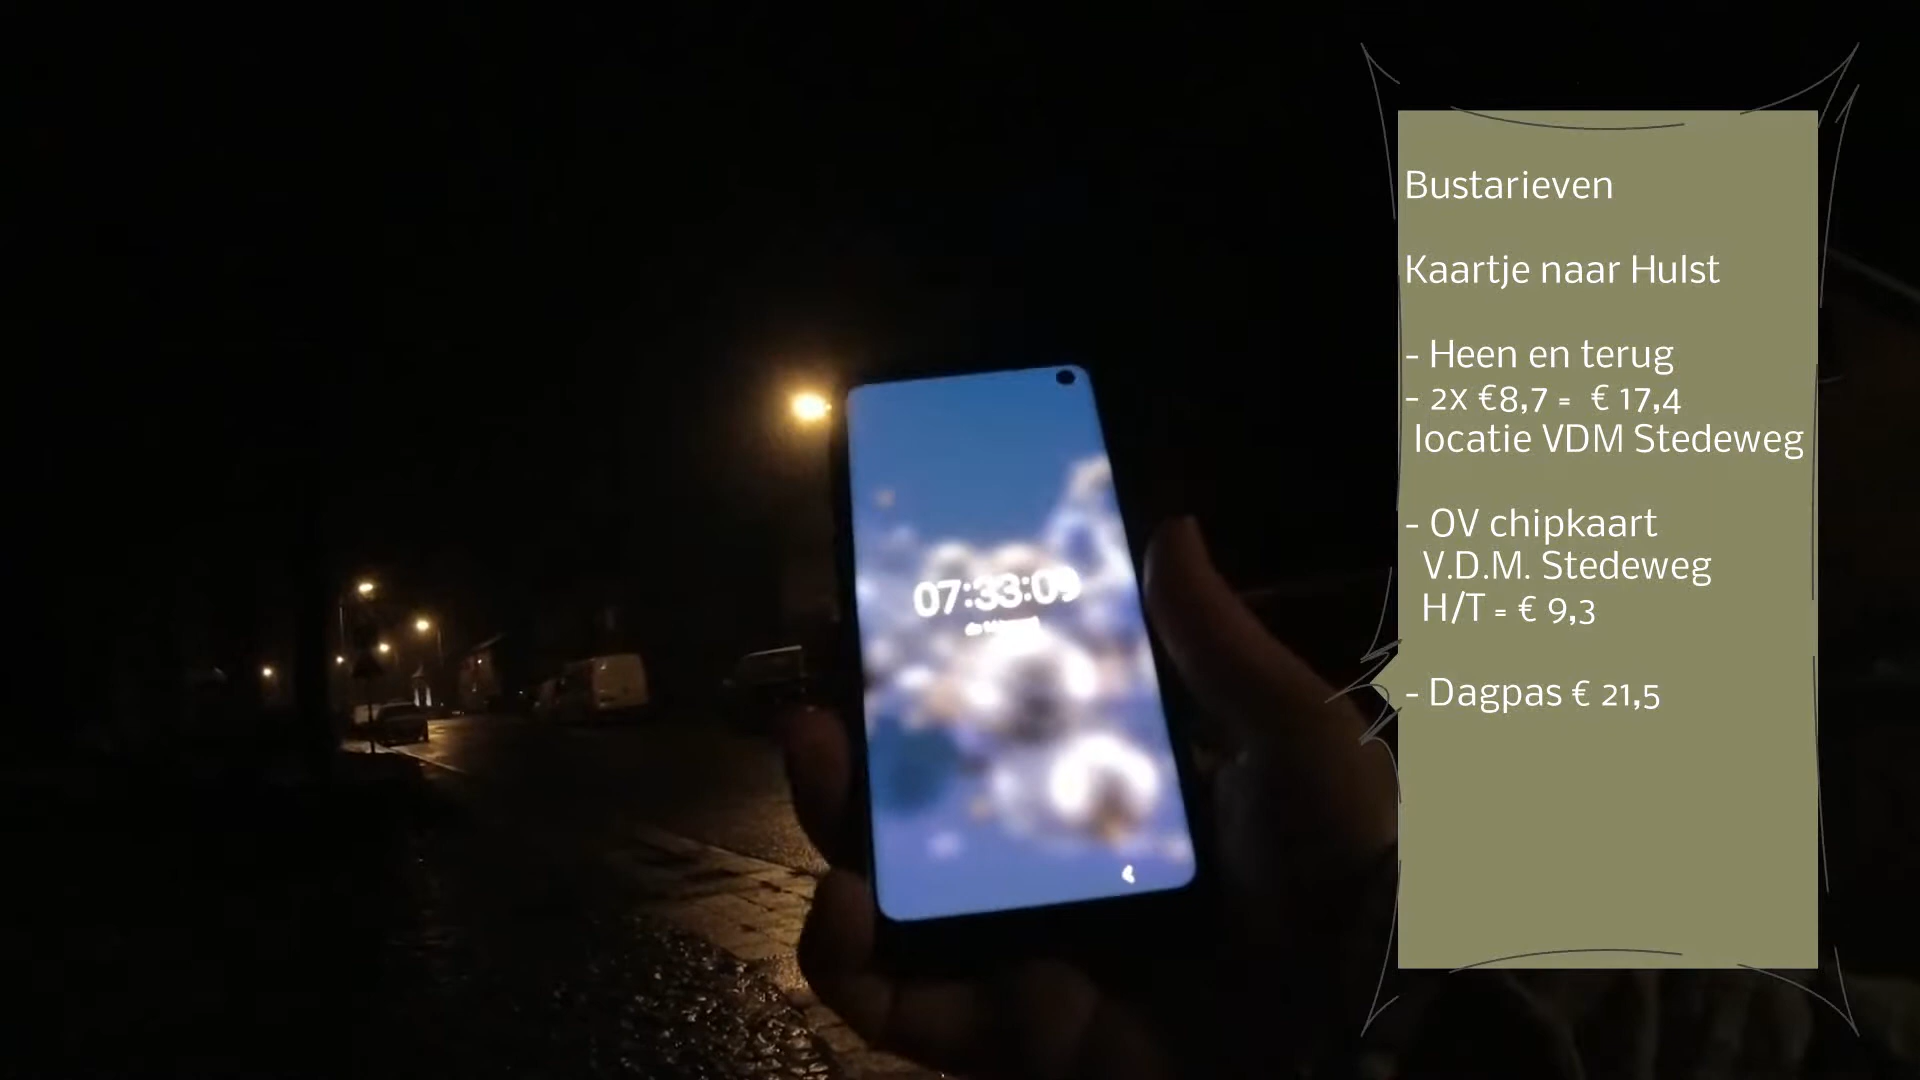 07:33:09
Bustarieven
Kaartje naar Hulst
- Heen en terug
- 2x €8,7 = € 17,4
locatie VDM Stedeweg
- OV chipkaart
V.D.M. Stedeweg
H/T = € 9,3
- Dagpas € 21,5